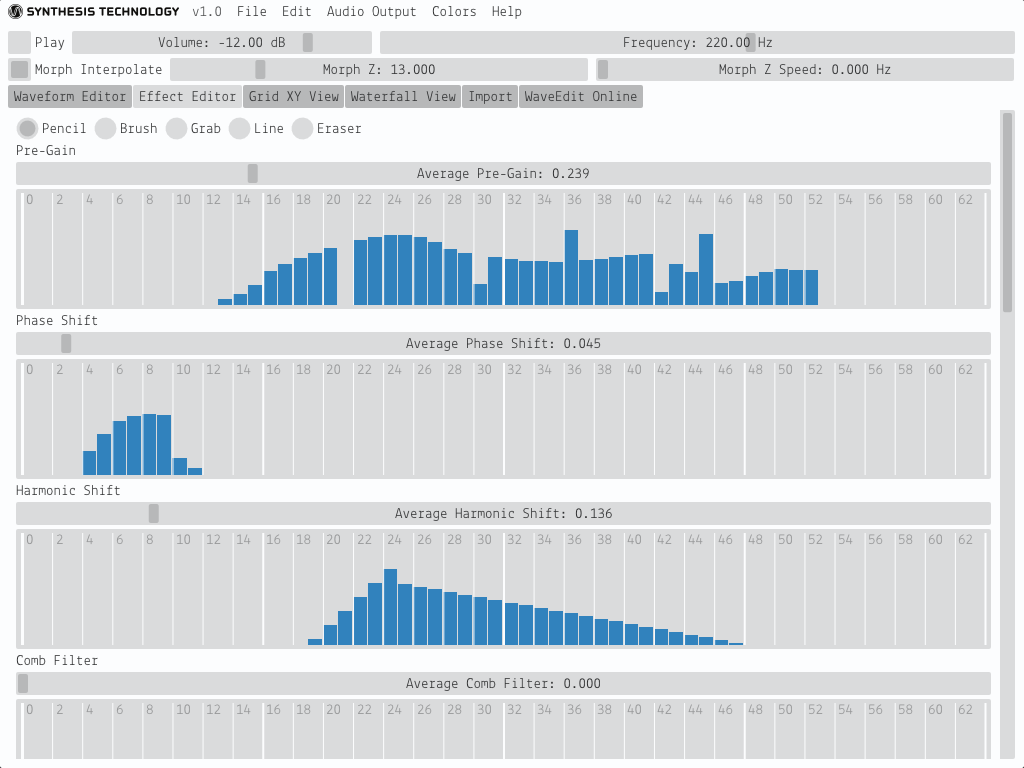 SYNTHESIS TECHNOLOGY v1.0 File Edit Audio Output Colors Help
Play Volume: -12.00 dB Frequency: 220.00 Hz
Morph Interpolate Morph Z: 13.000 Morph Z Speed: 0.000 Hz
Waveform Editor Effect Editor Grid XY View Waterfall View Import WaveEdit Online
Pencil Brush Grab Line Eraser
Pre-Gain
Average Pre-Gain: 0.239
0 2 4 6 8 10 12 14 16 18 20 22 24 26 28 30 32 34 36 38 40 42 44 46 48 50 52 54 56 58 60 62
Phase Shift
Average Phase Shift: 0.045
0 2 4 6 8 10 12 14 16 18 20 22 24 26 28 30 32 34 36 38 40 42 44 46 48 50 52 54 56 58 60 62
Harmonic Shift
Average Harmonic Shift: 0.136
0 2 4 6 8 10 12 14 16 18 20 22 24 26 28 30 32 34 36 38 40 42 44 46 48 50 52 54 56 58 60 62
Comb Filter
Average Comb Filter: 0.000
0 2 4 6 8 10 12 14 16 18 20 22 24 26 28 30 32 34 36 38 40 42 44 46 48 50 52 54 56 58 60 62